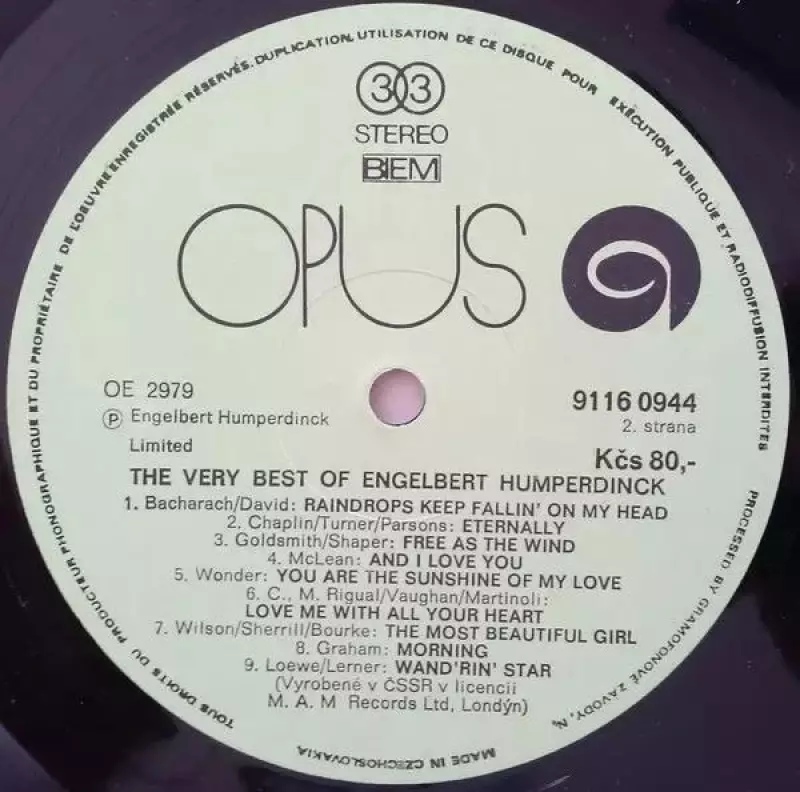 TOUS DROITS DU PRODUCTEUR PHONOGRAPHIQUE ET DU PROPRIÉTAIRE DE L'OEUVRE ENREGISTRÉE RÉSERVÉS. DUPLICATION, UTILISATION DE CE DISQUE POUR EXÉCUTION PUBLIQUE ET RADIODIFFUSION INTERDITES
33
STEREO
BIEM
OPUS
OE 2979
9116 0944
Ⓟ Engelbert Humperdinck
2. strana
Limited
Kčs 80,-
THE VERY BEST OF ENGELBERT HUMPERDINCK
1. Bacharach/David: RAINDROPS KEEP FALLIN' ON MY HEAD
2. Chaplin/Turner/Parsons: ETERNALLY
3. Goldsmith/Shaper: FREE AS THE WIND
4. McLean: AND I LOVE YOU
5. Wonder: YOU ARE THE SUNSHINE OF MY LOVE
6. C., M. Rigual/Vaughan/Martinoli:
LOVE ME WITH ALL YOUR HEART
7. Wilson/Sherrill/Bourke: THE MOST BEAUTIFUL GIRL
8. Graham: MORNING
9. Loewe/Lerner: WAND'RIN' STAR
(Vyrobené v ČSSR v licencii
M. A. M Records Ltd, Londýn)
PROCESSED BY GRAMOFONOVÉ ZÁVODY, N.
MADE IN CZECHOSLOVAKIA